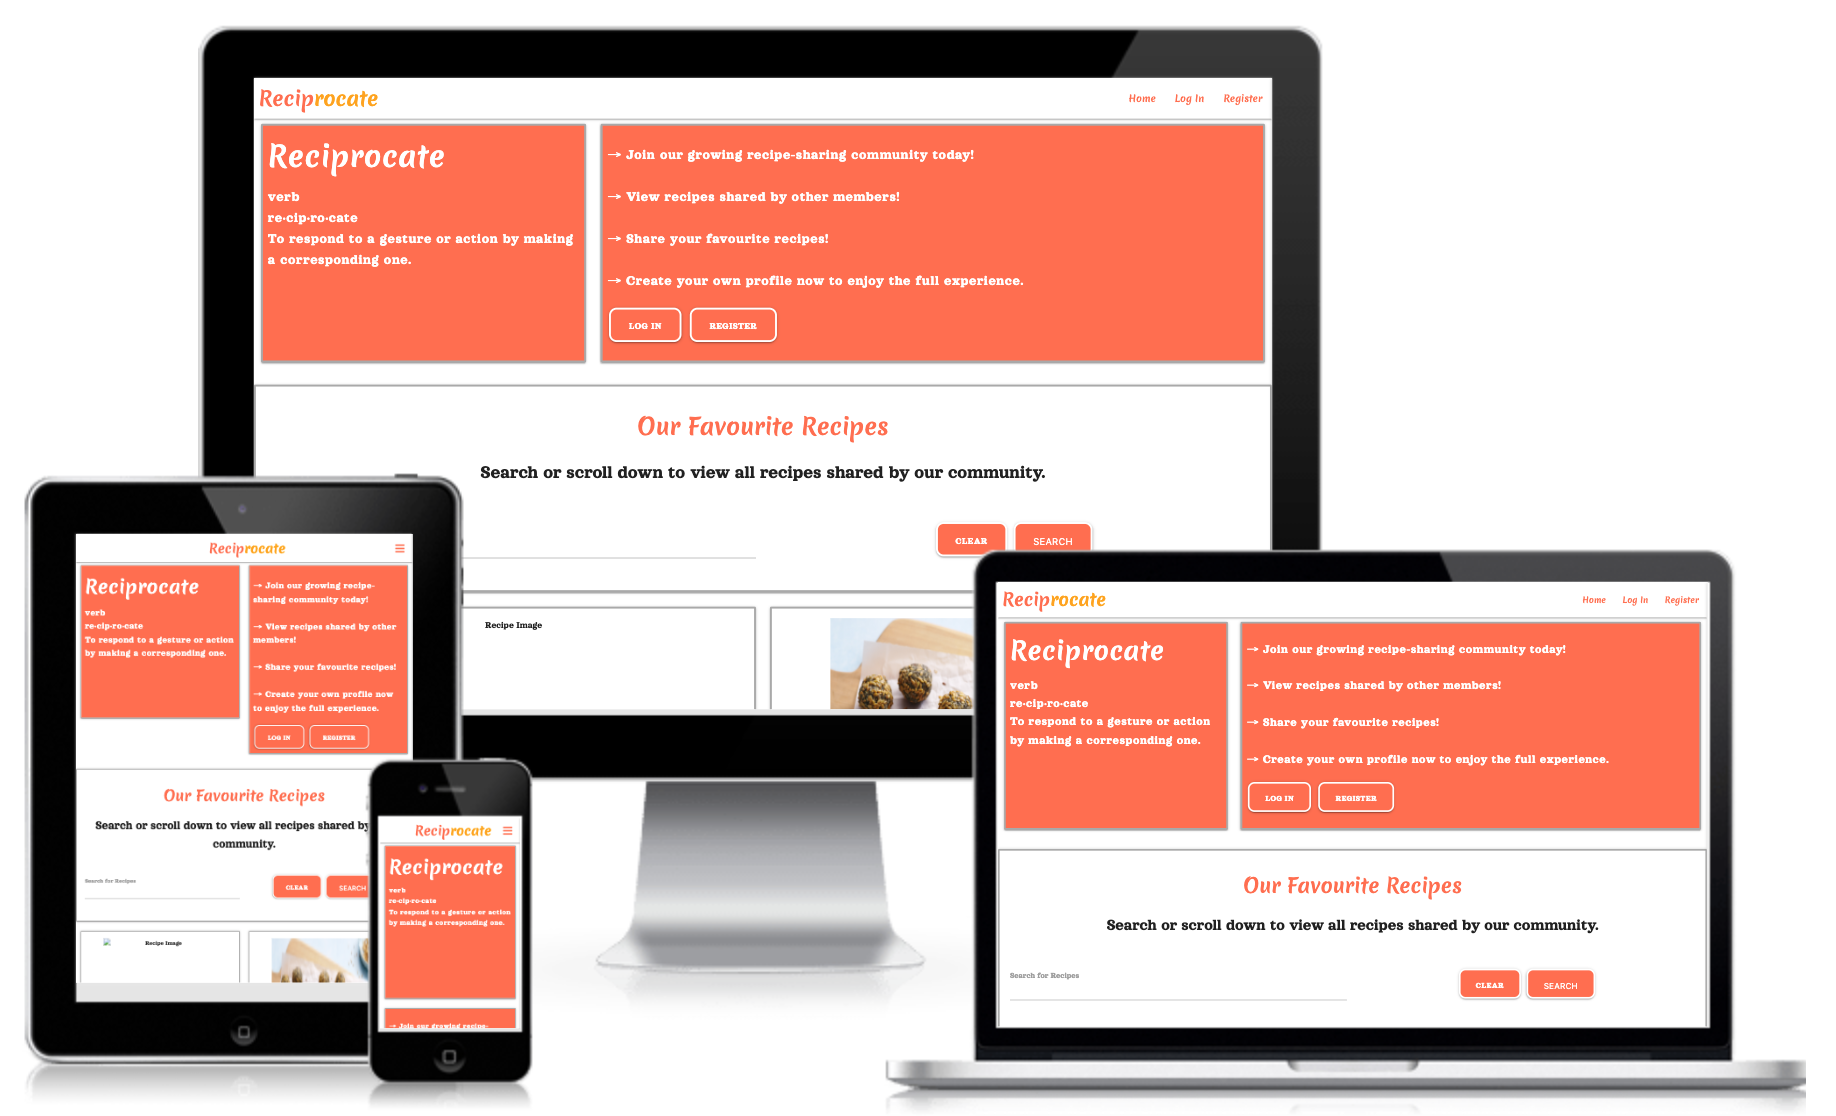 Reciprocate
Home Log In Register
Reciprocate
verb
re·cip·ro·cate
To respond to a gesture or action by making
a corresponding one.
→ Join our growing recipe-sharing community today!
→ View recipes shared by other members!
→ Share your favourite recipes!
→ Create your own profile now to enjoy the full experience.
LOG IN REGISTER
Our Favourite Recipes
Search or scroll down to view all recipes shared by our community.
CLEAR SEARCH
Recipe Image
Reciprocate
Reciprocate
verb
re·cip·ro·cate
To respond to a gesture or action
by making a corresponding one.
→ Join our growing recipe-
sharing community today!
→ View recipes shared by other
members!
→ Share your favourite recipes!
→ Create your own profile now
to enjoy the full experience.
LOG IN REGISTER
Our Favourite Recipes
Search or scroll down to view all recipes shared by
community.
Search for Recipes
CLEAR SEARCH
Recipe Image
Reciprocate
Reciprocate
verb
re·cip·ro·cate
To respond to a gesture or action
by making a corresponding one.
→ Join our growing recipe-
Reciprocate
Home Log In Register
Reciprocate
verb
re·cip·ro·cate
To respond to a gesture or action
by making a corresponding one.
→ Join our growing recipe-sharing community today!
→ View recipes shared by other members!
→ Share your favourite recipes!
→ Create your own profile now to enjoy the full experience.
LOG IN REGISTER
Our Favourite Recipes
Search or scroll down to view all recipes shared by our community.
Search for Recipes
CLEAR SEARCH